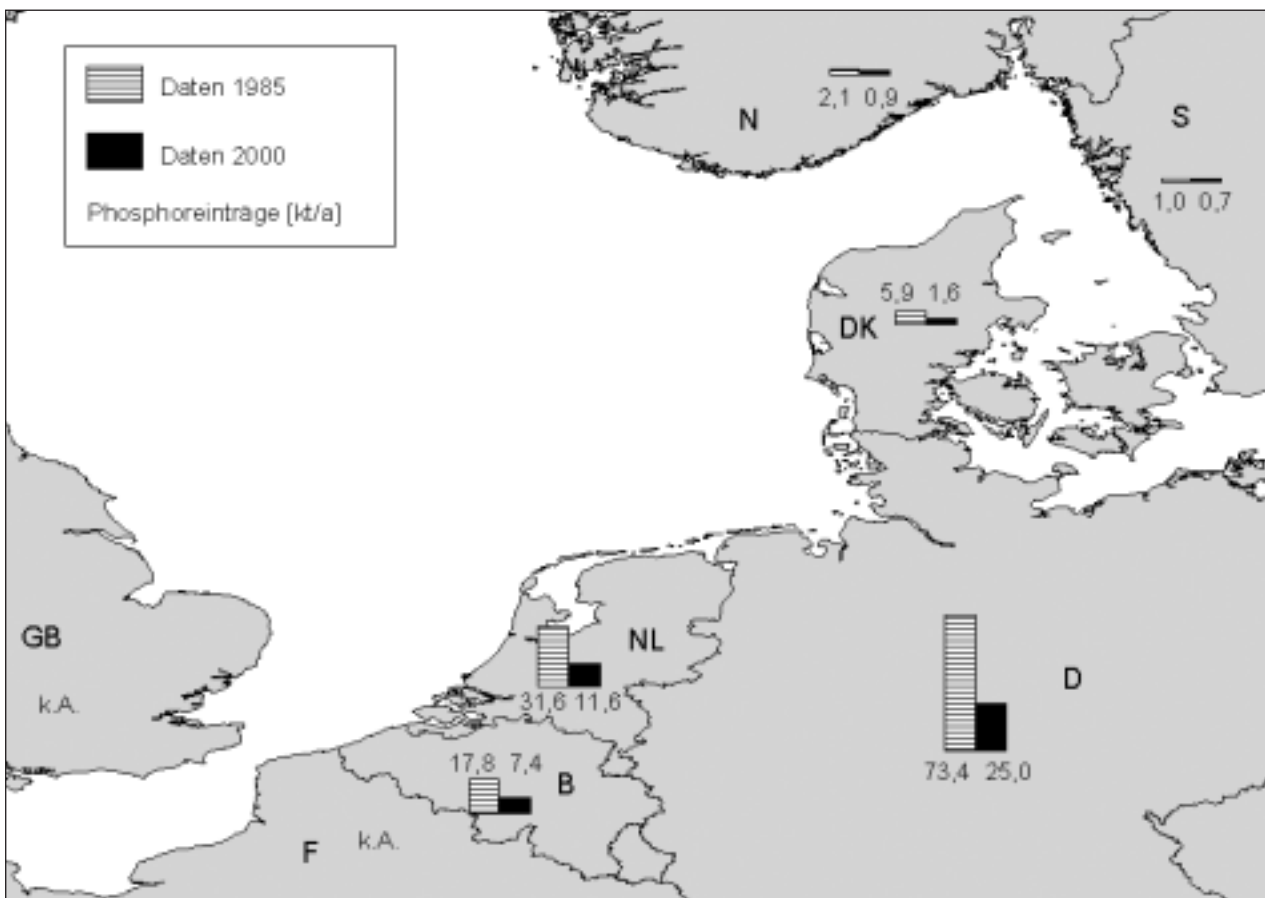 Daten 1985
Daten 2000
Phosphoreinträge [kt/a]
2,1 0,9
N
S
1,0 0,7
5,9 1,6
DK
GB
k.A.
NL
31,6 11,6
D
73,4 25,0
17,8 7,4
B
F
k.A.